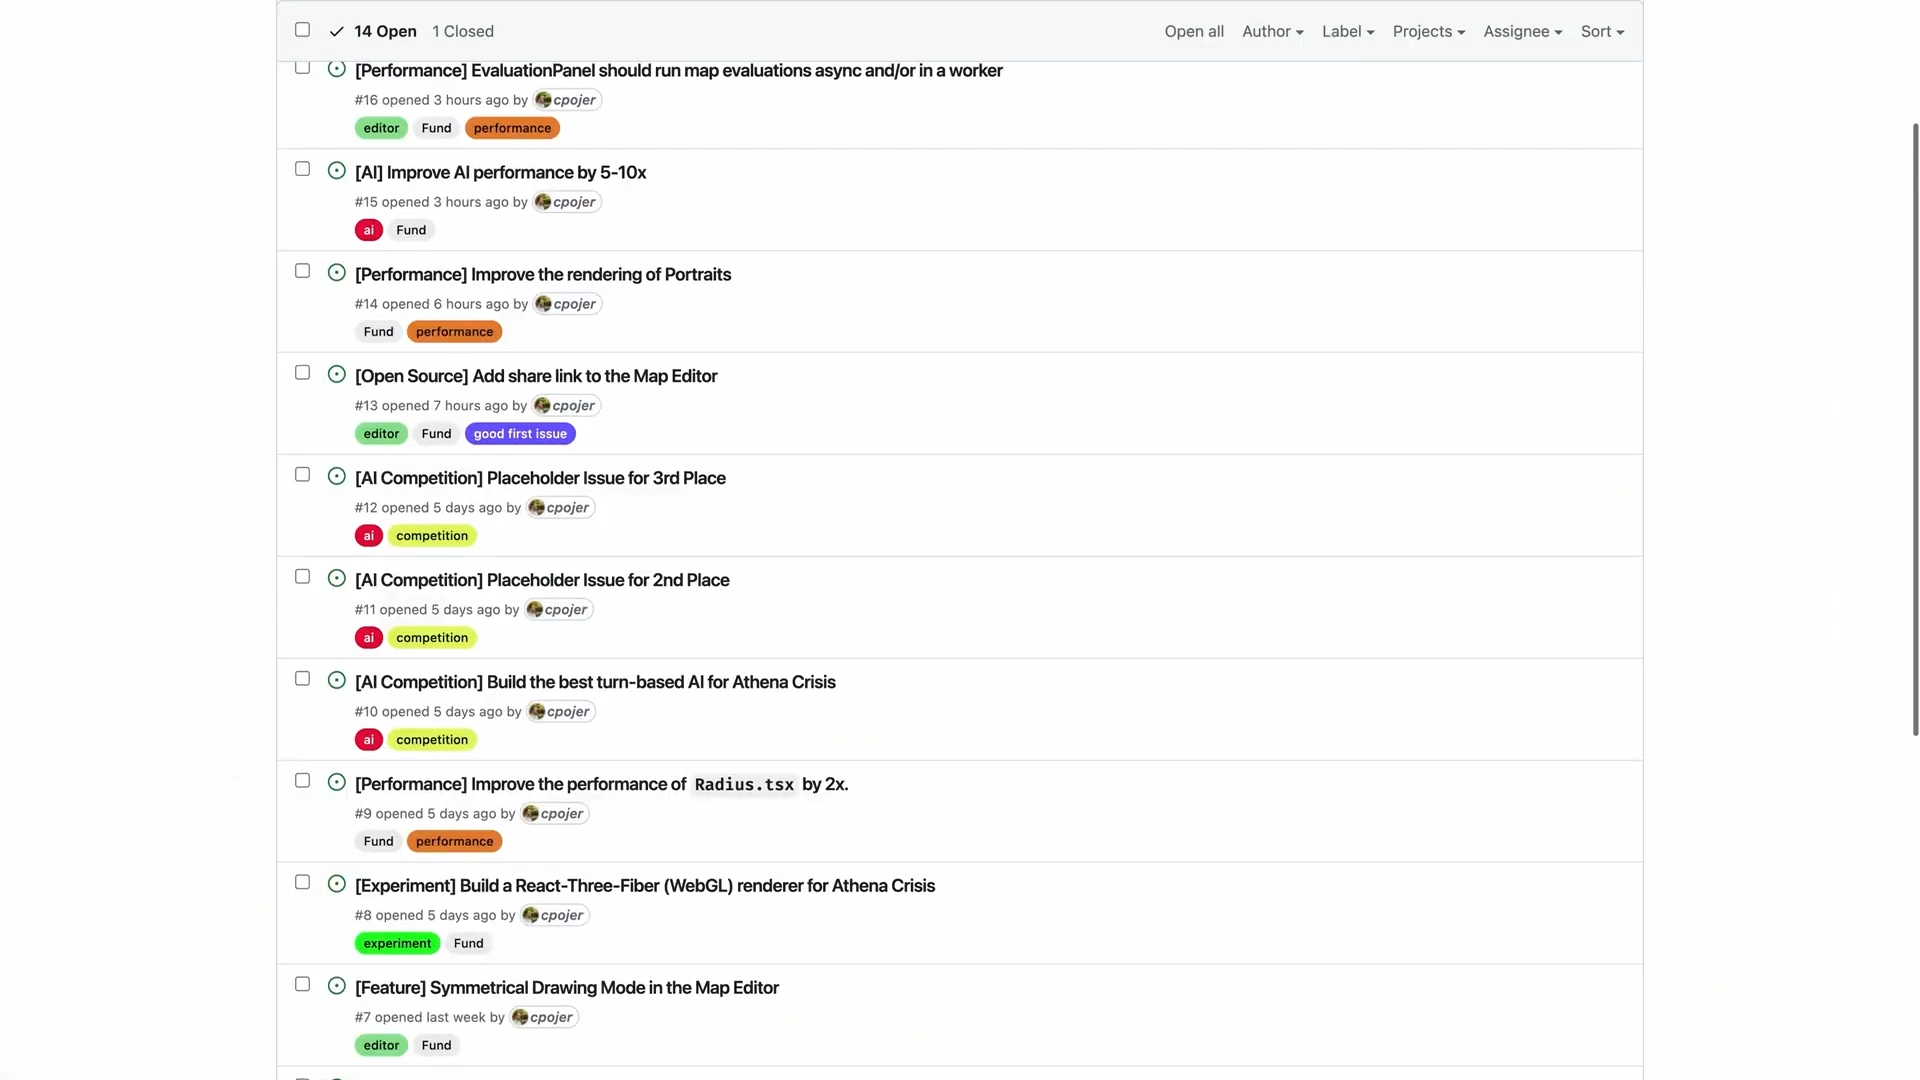 14 Open 1 Closed Open all Author Label Projects Assignee Sort
[Performance] EvaluationPanel should run map evaluations async and/or in a worker
#16 opened 3 hours ago by cpojer
editor Fund performance
[AI] Improve AI performance by 5-10x
#15 opened 3 hours ago by cpojer
ai Fund
[Performance] Improve the rendering of Portraits
#14 opened 6 hours ago by cpojer
Fund performance
[Open Source] Add share link to the Map Editor
#13 opened 7 hours ago by cpojer
editor Fund good first issue
[AI Competition] Placeholder Issue for 3rd Place
#12 opened 5 days ago by cpojer
ai competition
[AI Competition] Placeholder Issue for 2nd Place
#11 opened 5 days ago by cpojer
ai competition
[AI Competition] Build the best turn-based AI for Athena Crisis
#10 opened 5 days ago by cpojer
ai competition
[Performance] Improve the performance of Radius.tsx by 2x.
#9 opened 5 days ago by cpojer
Fund performance
[Experiment] Build a React-Three-Fiber (WebGL) renderer for Athena Crisis
#8 opened 5 days ago by cpojer
experiment Fund
[Feature] Symmetrical Drawing Mode in the Map Editor
#7 opened last week by cpojer
editor Fund